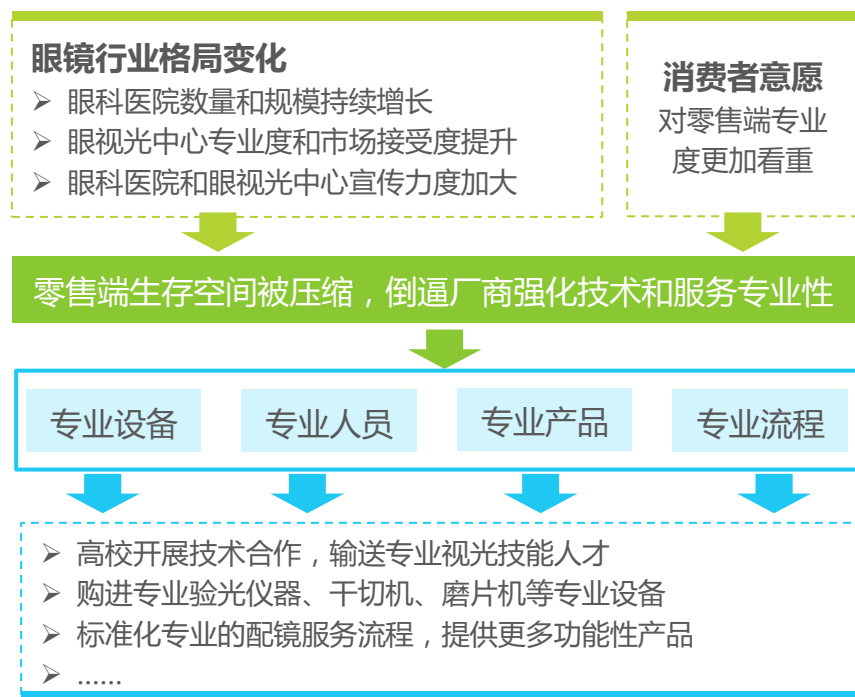 眼镜行业格局变化
➢ 眼科医院数量和规模持续增长
➢ 眼视光中心专业度和市场接受度提升
➢ 眼科医院和眼视光中心宣传力度加大
消费者意愿
对零售端专业
度更加看重
零售端生存空间被压缩，倒逼厂商强化技术和服务专业性
专业设备
专业人员
专业产品
专业流程
➢ 高校开展技术合作，输送专业视光技能人才
➢ 购进专业验光仪器、干切机、磨片机等专业设备
➢ 标准化专业的配镜服务流程，提供更多功能性产品
➢ ......